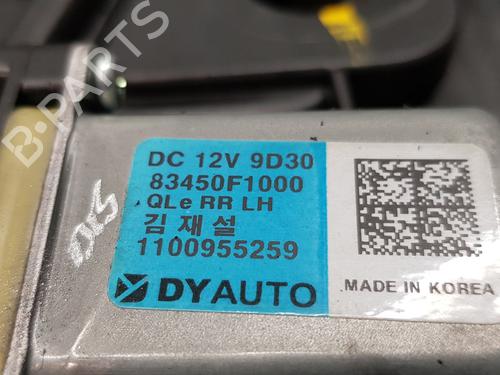 B-PARTS
DC 12V 9D30
83450F1000
QLe RR LH
김재설
1100955259
DYAUTO
MADE IN KOREA